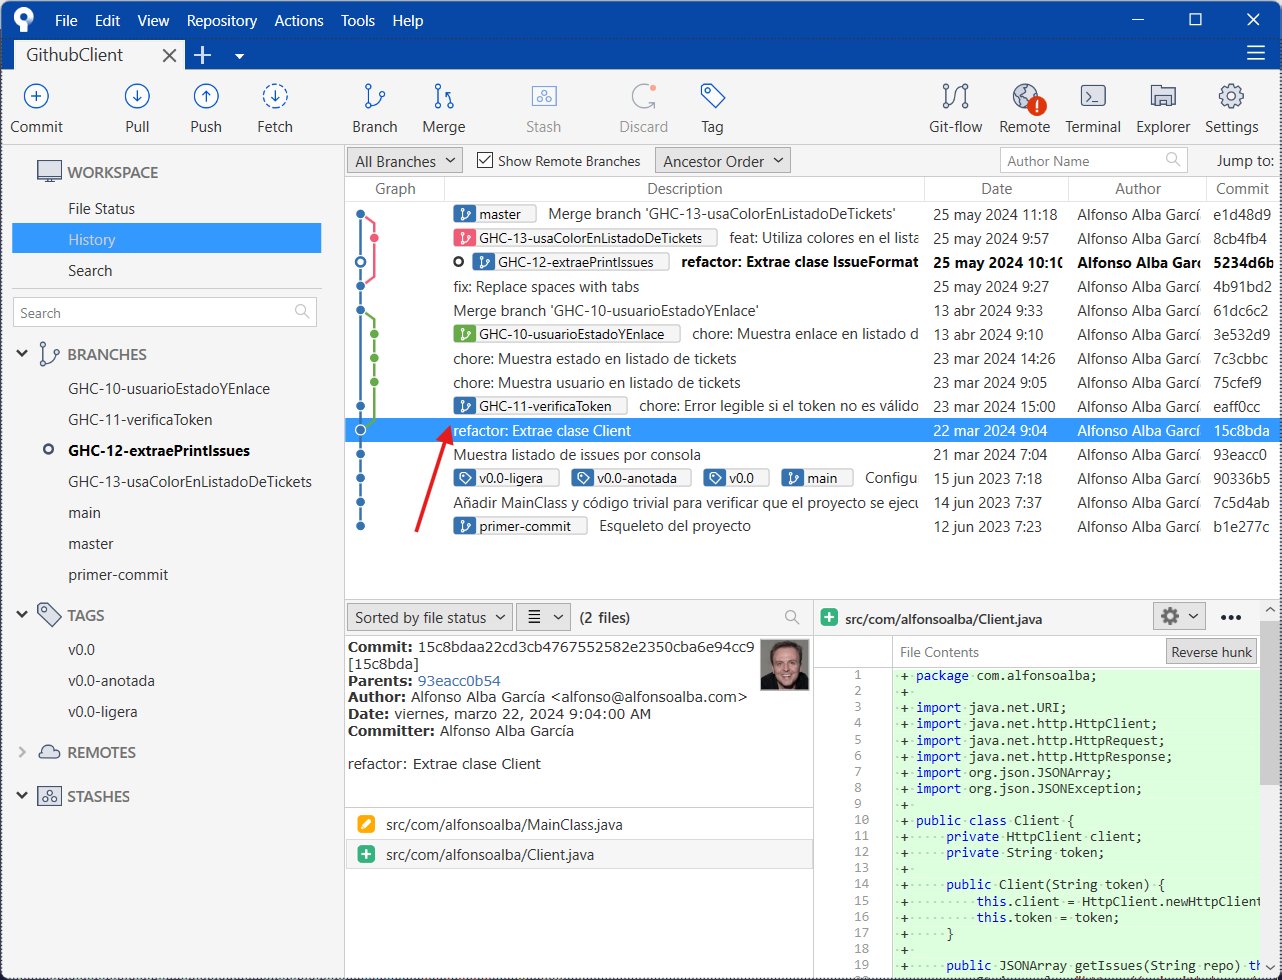 File Edit View Repository Actions Tools Help
GithubClient
Commit Pull Push Fetch Branch Merge Stash Discard Tag Git-flow Remote Terminal Explorer Settings
WORKSPACE
File Status
History
Search
Search
BRANCHES
GHC-10-usuarioEstadoYEnlace
GHC-11-verificaToken
GHC-12-extraePrintIssues
GHC-13-usaColorEnListadoDeTickets
main
master
primer-commit
TAGS
v0.0
v0.0-anotada
v0.0-ligera
REMOTES
STASHES
All Branches Show Remote Branches Ancestor Order Author Name Jump to:
Graph Description Date Author Commit
master Merge branch 'GHC-13-usaColorEnListadoDeTickets' 25 may 2024 11:18 Alfonso Alba Garcí e1d48d9
GHC-13-usaColorEnListadoDeTickets feat: Utiliza colores en el lista 25 may 2024 9:57 Alfonso Alba Garcí 8cb4fb4
GHC-12-extraePrintIssues refactor: Extrae clase IssueFormat 25 may 2024 10:10 Alfonso Alba Garc 5234d6b
fix: Replace spaces with tabs 25 may 2024 9:27 Alfonso Alba Garcí 4b91bd2
Merge branch 'GHC-10-usuarioEstadoYEnlace' 13 abr 2024 9:33 Alfonso Alba Garcí 61dc6c2
GHC-10-usuarioEstadoYEnlace chore: Muestra enlace en listado d 13 abr 2024 9:10 Alfonso Alba Garcí 3e532d9
chore: Muestra estado en listado de tickets 23 mar 2024 14:26 Alfonso Alba Garcí 7c3cbbc
chore: Muestra usuario en listado de tickets 23 mar 2024 9:05 Alfonso Alba Garcí 75cfef9
GHC-11-verificaToken chore: Error legible si el token no es válido 23 mar 2024 15:00 Alfonso Alba Garcí eaff0cc
refactor: Extrae clase Client 22 mar 2024 9:04 Alfonso Alba Garcí 15c8bda
Muestra listado de issues por consola 21 mar 2024 7:04 Alfonso Alba Garcí 93eacc0
v0.0-ligera v0.0-anotada v0.0 main Configu 15 jun 2023 7:18 Alfonso Alba Garcí 90336b5
Añadir MainClass y código trivial para verificar que el proyecto se ejecu 14 jun 2023 7:37 Alfonso Alba Garcí 7c5d4ab
primer-commit Esqueleto del proyecto 12 jun 2023 7:23 Alfonso Alba Garcí b1e277c
Sorted by file status (2 files)
Commit: 15c8bdaa22cd3cb4767552582e2350cba6e94cc9
[15c8bda]
Parents: 93eacc0b54
Author: Alfonso Alba García <alfonso@alfonsoalba.com>
Date: viernes, marzo 22, 2024 9:04:00 AM
Committer: Alfonso Alba García
refactor: Extrae clase Client
src/com/alfonsoalba/MainClass.java
src/com/alfonsoalba/Client.java
src/com/alfonsoalba/Client.java
File Contents Reverse hunk
1 + package com.alfonsoalba;
2 +
3 + import java.net.URI;
4 + import java.net.http.HttpClient;
5 + import java.net.http.HttpRequest;
6 + import java.net.http.HttpResponse;
7 + import org.json.JSONArray;
8 + import org.json.JSONException;
9 +
10 + public class Client {
11 + private HttpClient client;
12 + private String token;
13 +
14 + public Client(String token) {
15 + this.client = HttpClient.newHttpClient
16 + this.token = token;
17 + }
18 +
19 + public JSONArray getIssues(String repo) th